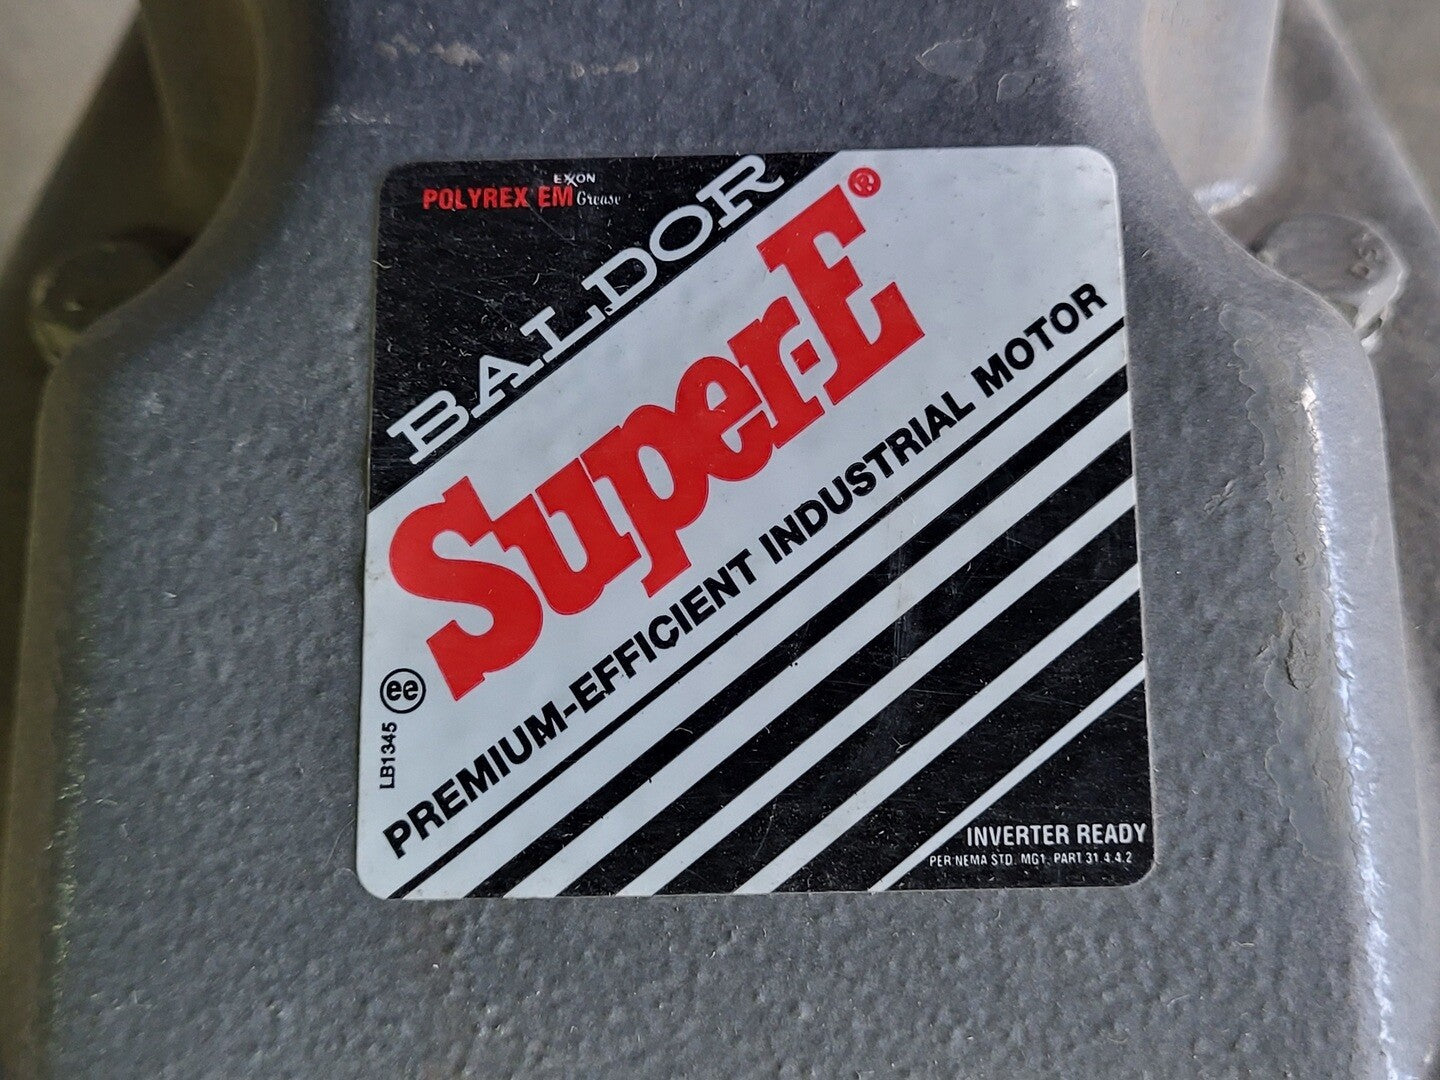 EXXON
POLYREX EM Grease
BALDOR
Super-E®
PREMIUM-EFFICIENT INDUSTRIAL MOTOR
ee
LB1345
INVERTER READY
PER NEMA STD. MG1, PART 31.4.4.2